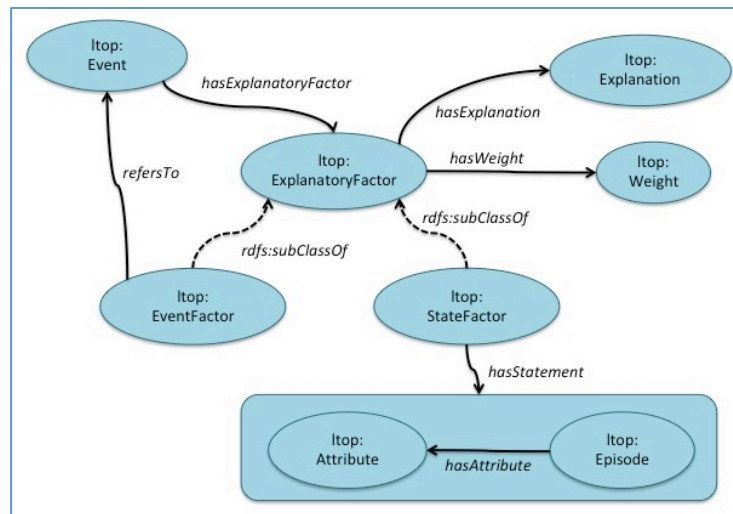 ltop:
Event
hasExplanatoryFactor
ltop:
Explanation
hasExplanation
refersTo
ltop:
ExplanatoryFactor
hasWeight
ltop:
Weight
rdfs:subClassOf
rdfs:subClassOf
ltop:
EventFactor
ltop:
StateFactor
hasStatement
ltop:
Attribute
hasAttribute
ltop:
Episode